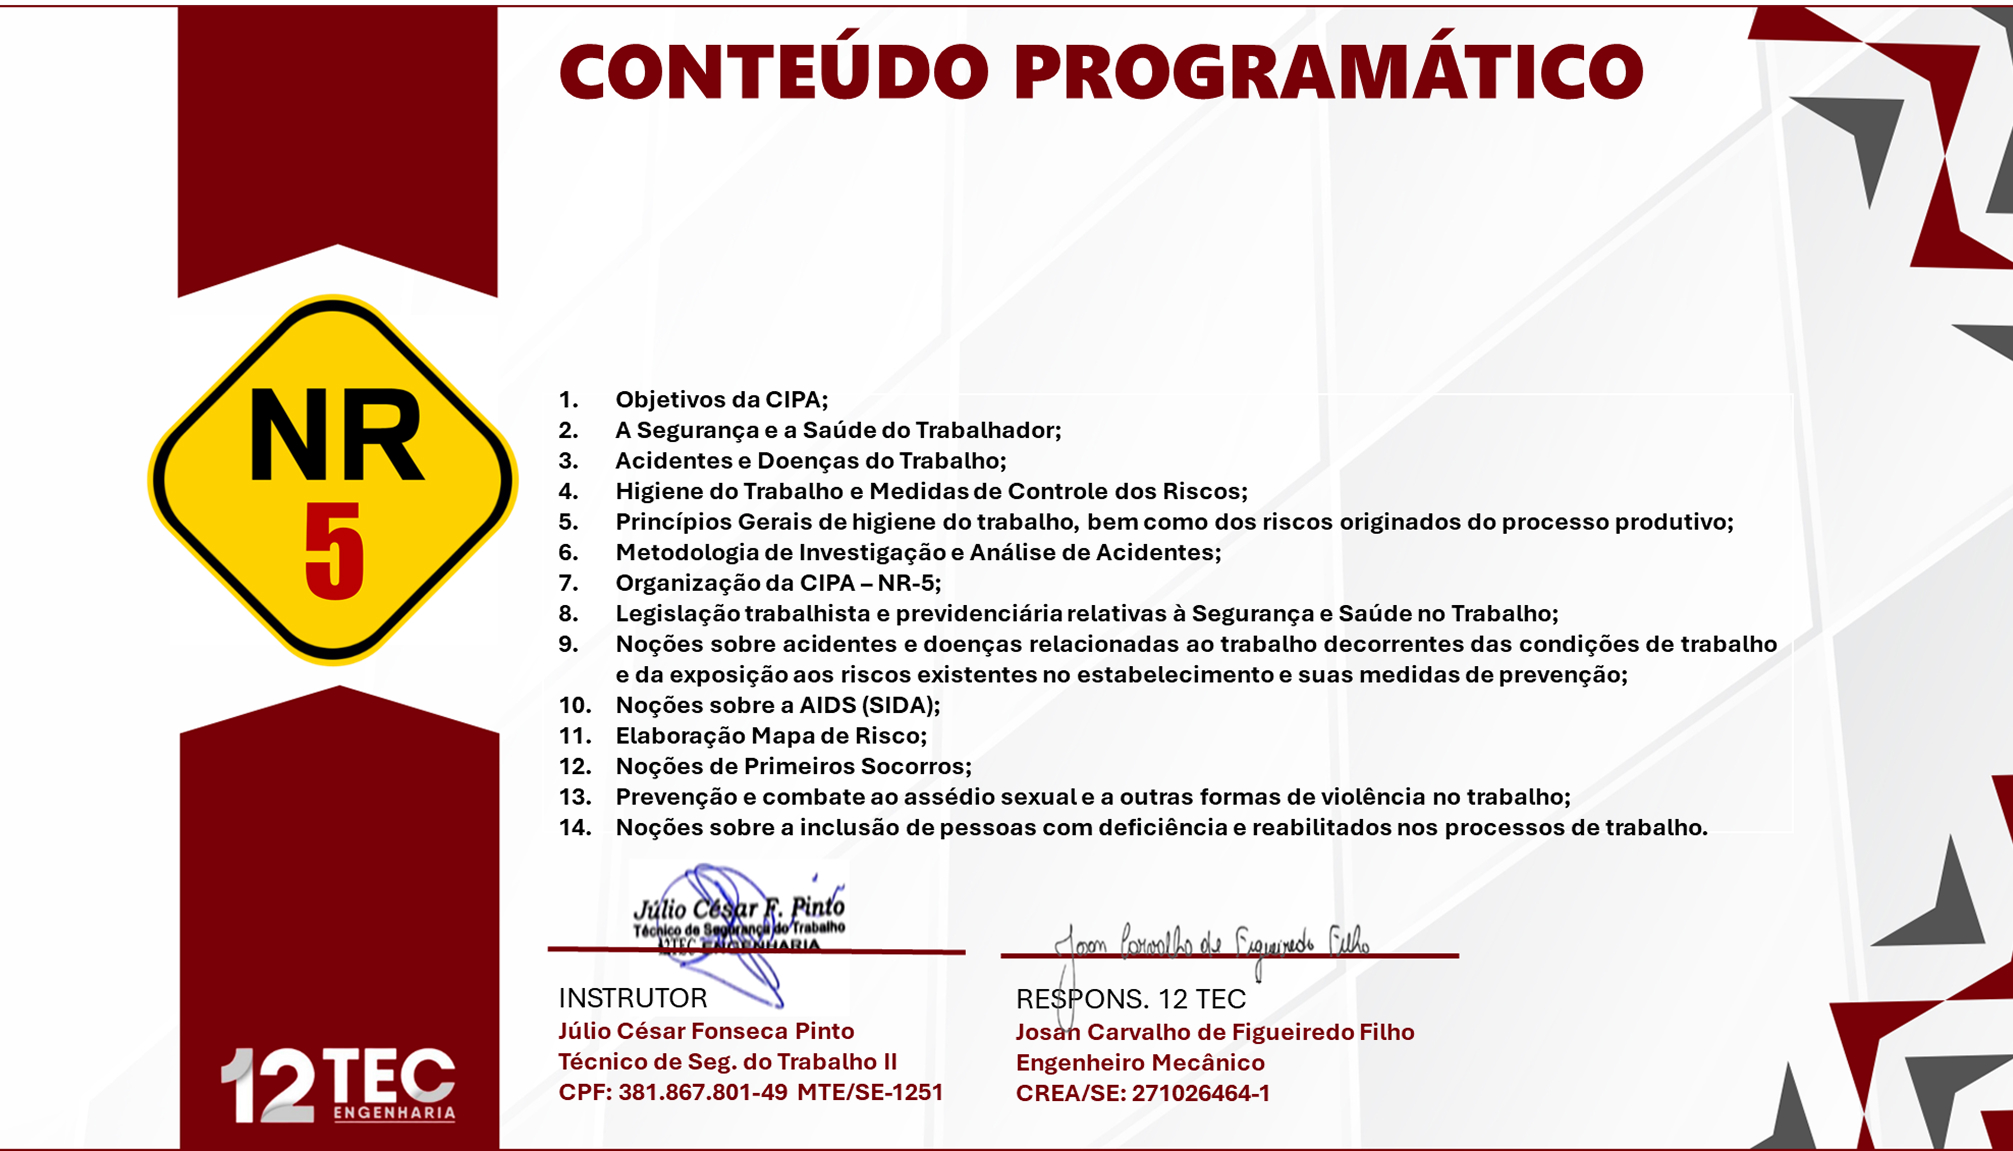 CONTEÚDO PROGRAMÁTICO
NR
5
1. Objetivos da CIPA;
2. A Segurança e a Saúde do Trabalhador;
3. Acidentes e Doenças do Trabalho;
4. Higiene do Trabalho e Medidas de Controle dos Riscos;
5. Princípios Gerais de higiene do trabalho, bem como dos riscos originados do processo produtivo;
6. Metodologia de Investigação e Análise de Acidentes;
7. Organização da CIPA – NR-5;
8. Legislação trabalhista e previdenciária relativas à Segurança e Saúde no Trabalho;
9. Noções sobre acidentes e doenças relacionadas ao trabalho decorrentes das condições de trabalho
e da exposição aos riscos existentes no estabelecimento e suas medidas de prevenção;
10. Noções sobre a AIDS (SIDA);
11. Elaboração Mapa de Risco;
12. Noções de Primeiros Socorros;
13. Prevenção e combate ao assédio sexual e a outras formas de violência no trabalho;
14. Noções sobre a inclusão de pessoas com deficiência e reabilitados nos processos de trabalho.
Júlio César F. Pinto
Técnico de Segurança do Trabalho
12TEC ENGENHARIA
INSTRUTOR
Júlio César Fonseca Pinto
Técnico de Seg. do Trabalho II
CPF: 381.867.801-49 MTE/SE-1251
Josan Carvalho de Figueiredo Filho
RESPONS. 12 TEC
Josan Carvalho de Figueiredo Filho
Engenheiro Mecânico
CREA/SE: 271026464-1
12TEC
ENGENHARIA